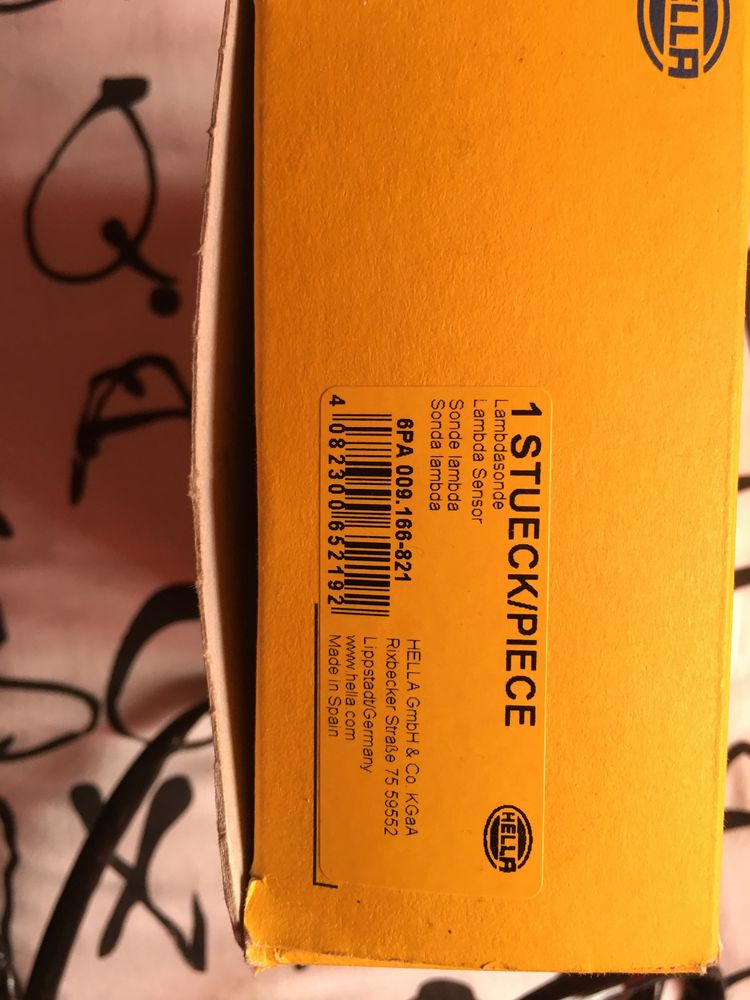 HELLA
1 STUECK/PIECE
Lambdasonde
Lambda Sensor
Sonde lambda
Sonda lambda
6PA 009.166-821
4 082300 652192
HELLA GmbH & Co. KGaA
Rixbecker Straße 75 59552
Lippstadt/Germany
www.hella.com
Made in Spain
HELLA